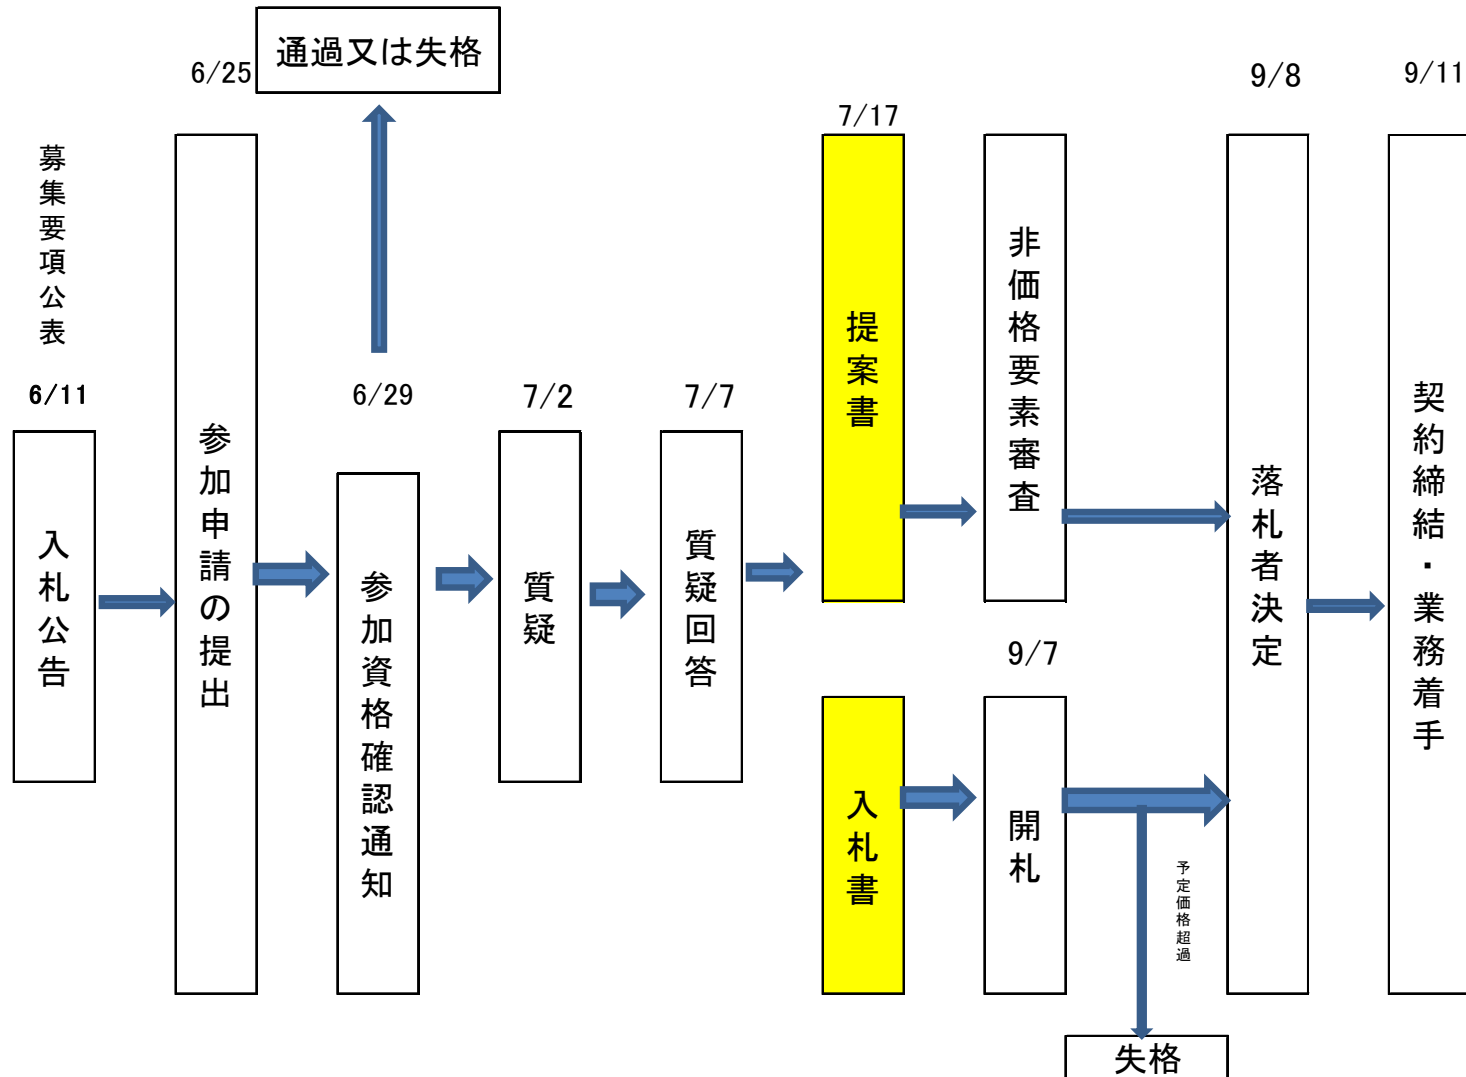 募集要項公表
6/11
入札公告
6/25
参加申請の提出
通過又は失格
6/29
参加資格確認通知
7/2
質疑
7/7
質疑回答
7/17
提案書
入札書
非価格要素審査
9/7
開札
予定価格超過
失格
9/8
落札者決定
9/11
契約締結・業務着手